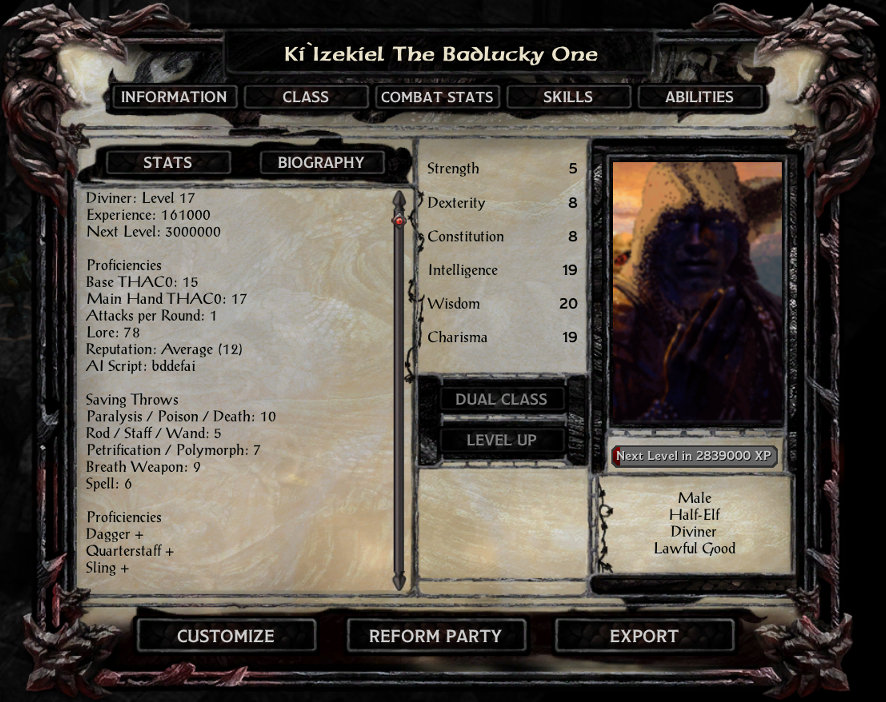 Ki`Izekiel The Badlucky One
INFORMATION
CLASS
COMBAT STATS
SKILLS
ABILITIES
STATS
BIOGRAPHY
Diviner: Level 17
Experience: 161000
Next Level: 3000000
Proficiencies
Base THAC0: 15
Main Hand THAC0: 17
Attacks per Round: 1
Lore: 78
Reputation: Average (12)
AI Script: bddefai
Saving Throws
Paralysis / Poison / Death: 10
Rod / Staff / Wand: 5
Petrification / Polymorph: 7
Breath Weapon: 9
Spell: 6
Proficiencies
Dagger +
Quarterstaff +
Sling +
Strength 5
Dexterity 8
Constitution 8
Intelligence 19
Wisdom 20
Charisma 19
DUAL CLASS
LEVEL UP
Next Level in 2839000 XP
Male
Half-Elf
Diviner
Lawful Good
CUSTOMIZE
REFORM PARTY
EXPORT